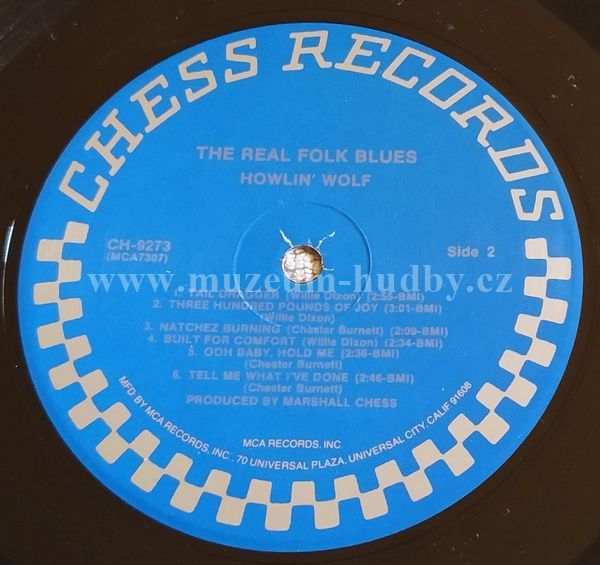 CHESS RECORDS
THE REAL FOLK BLUES
HOWLIN' WOLF
CH-9273
(MCA7307)
Side 2
www.muzeum-hudby.cz
1. TAIL DRAGGER (Willie Dixon) (2:55-BMI)
2. THREE HUNDRED POUNDS OF JOY (3:01-BMI)
(Willie Dixon)
3. NATCHEZ BURNING (Chester Burnett) (2:09-BMI)
4. BUILT FOR COMFORT (Willie Dixon) (2:34-BMI)
5. OOH BABY, HOLD ME (2:36-BMI)
(Chester Burnett)
6. TELL ME WHAT I'VE DONE (2:46-BMI)
(Chester Burnett)
PRODUCED BY MARSHALL CHESS
MCA RECORDS, INC.
MFD BY MCA RECORDS, INC., 70 UNIVERSAL PLAZA, UNIVERSAL CITY, CALIF. 91608